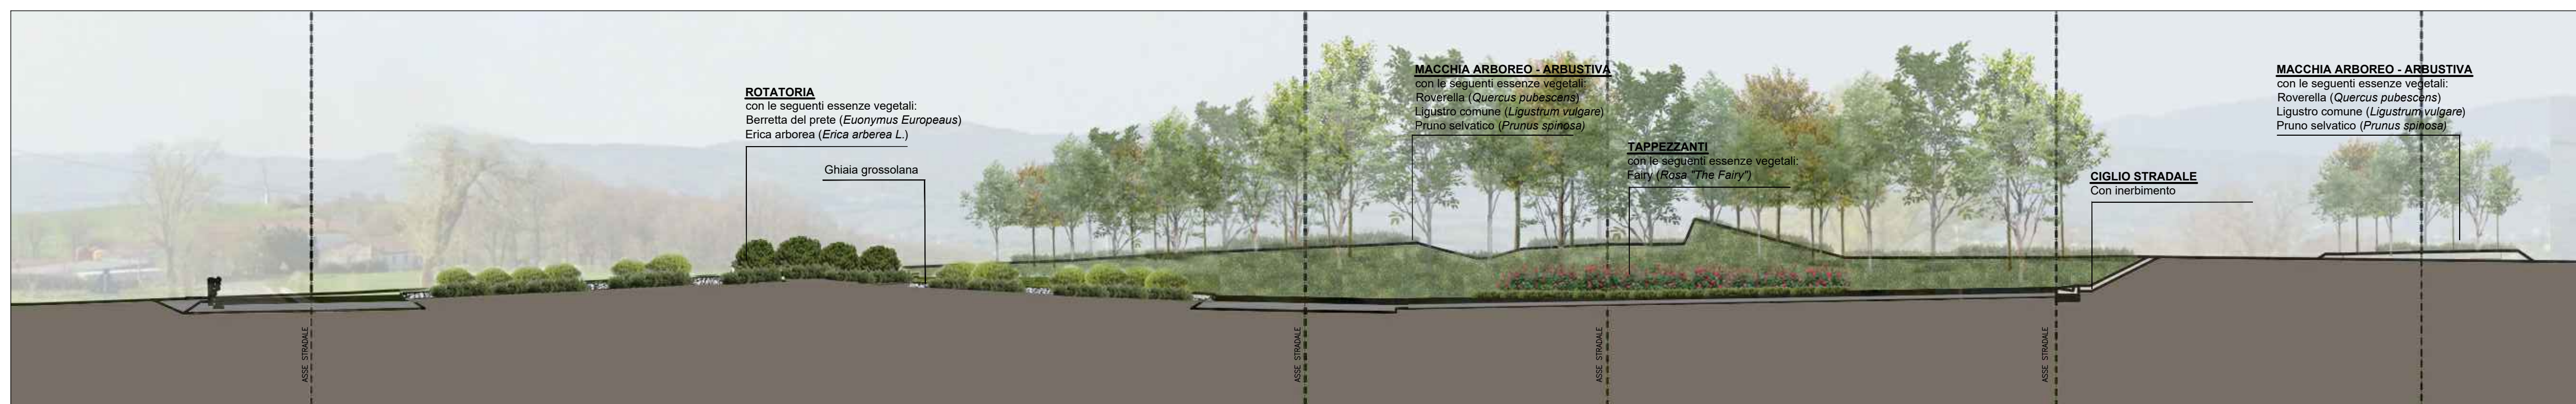 ROTATORIA
con le seguenti essenze vegetali:
Berretta del prete (Euonymus Europeaus)
Erica arborea (Erica arberea L.)
Ghiaia grossolana
MACCHIA ARBOREO - ARBUSTIVA
con le seguenti essenze vegetali:
Roverella (Quercus pubescens)
Ligustro comune (Ligustrum vulgare)
Pruno selvatico (Prunus spinosa)
TAPPEZZANTI
con le seguenti essenze vegetali:
Fairy (Rosa "The Fairy")
CIGLIO STRADALE
Con inerbimento
MACCHIA ARBOREO - ARBUSTIVA
con le seguenti essenze vegetali:
Roverella (Quercus pubescens)
Ligustro comune (Ligustrum vulgare)
Pruno selvatico (Prunus spinosa)
ASSE STRADALE
ASSE STRADALE
ASSE STRADALE
ASSE STRADALE